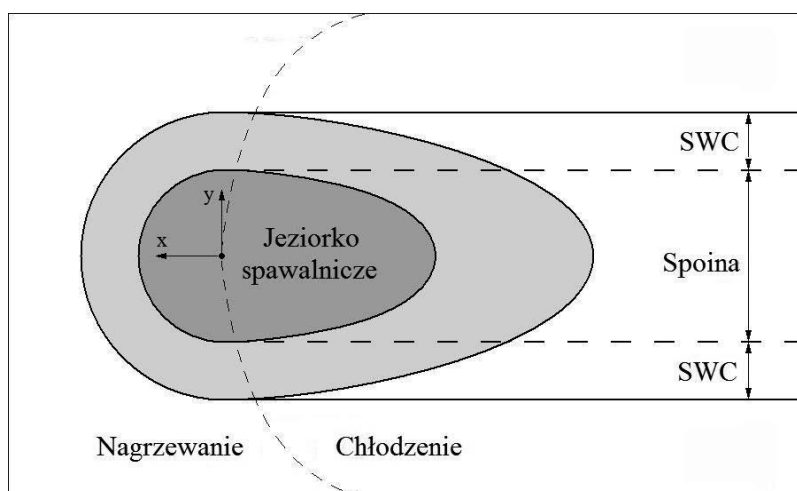 SWC
y
x
Jeziorko
spawalnicze
Spoina
SWC
Nagrzewanie
Chłodzenie